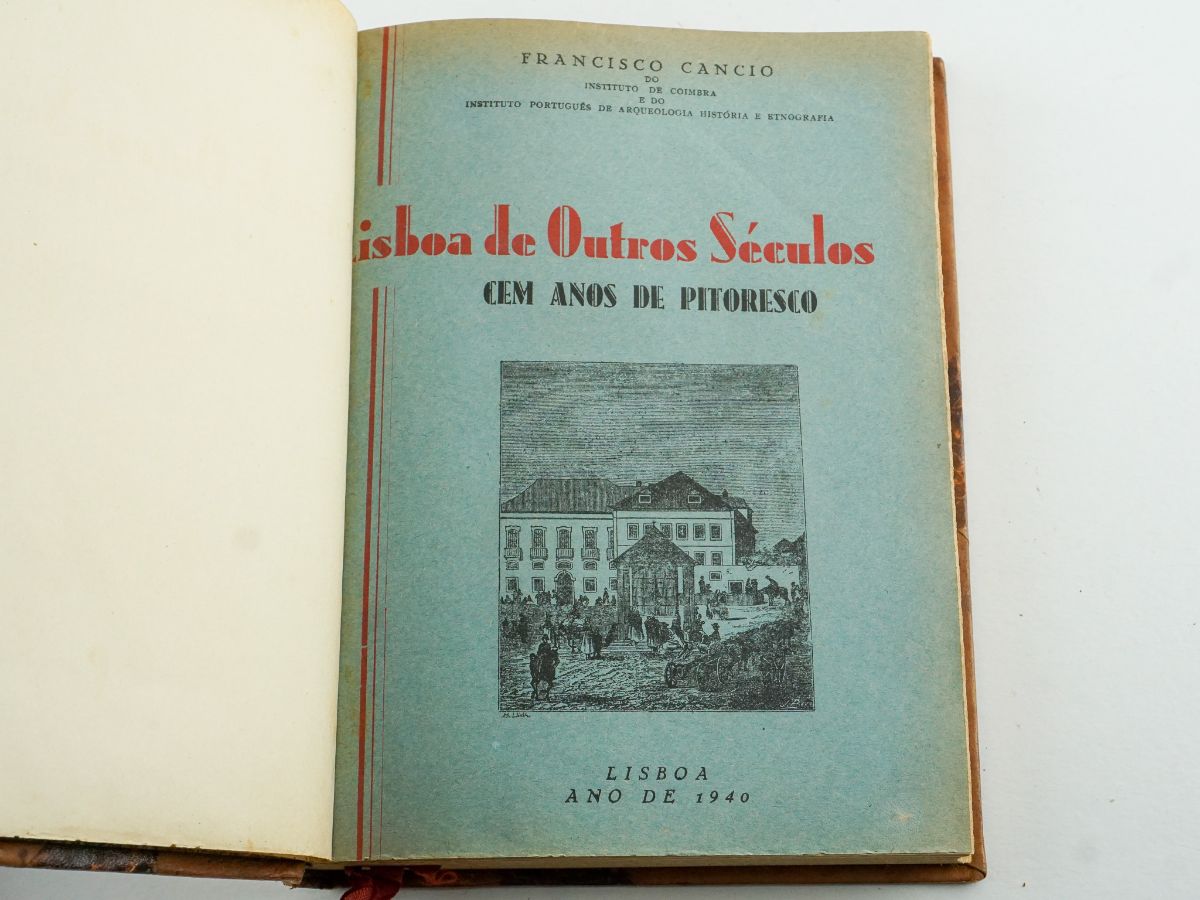 FRANCISCO CANCIO
DO
INSTITUTO DE COIMBRA
E DO
INSTITUTO PORTUGUÊS DE ARQUEOLOGIA HISTÓRIA E ETNOGRAFIA
Lisboa de Outros Séculos
CEM ANOS DE PITORESCO
LISBOA
ANO DE 1940